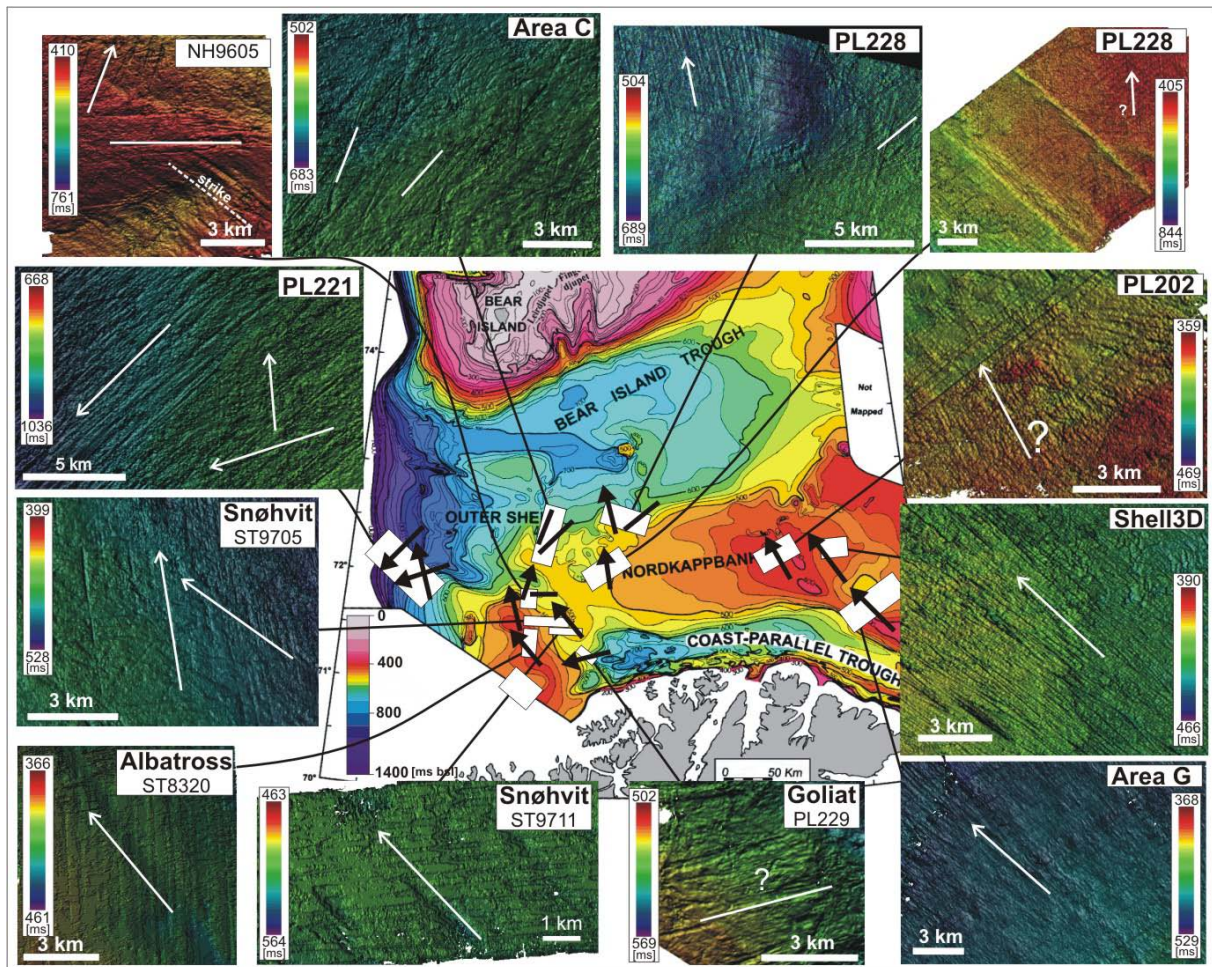 410
NH9605
strike
761
[ms]
3 km
502
Area C
683
[ms]
3 km
PL228
504
689
[ms]
5 km
PL228
?
405
3 km
844
[ms]
668
PL221
1036
[ms]
5 km
PL202
359
?
3 km
469
[ms]
399
Snøhvit
ST9705
528
[ms]
3 km
BEAR
ISLAND
74°
BEAR ISLAND TROUGH
Not
Mapped
OUTER SHE
72°
NORDKAPPBANK
COAST-PARALLEL TROUGH
71°
70°
0
400
800
1400 [ms bsl]
0 50 Km
Shell3D
390
3 km
466
[ms]
366
Albatross
ST8320
461
[ms]
3 km
463
Snøhvit
ST9711
564
[ms]
1 km
502
Goliat
PL229
?
569
[ms]
3 km
Area G
368
3 km
529
[ms]